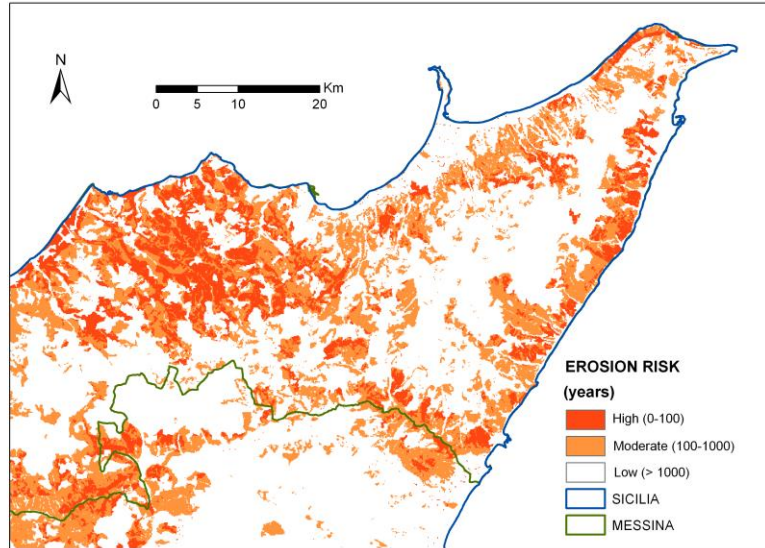 N
Km
0 5 10 20
EROSION RISK
(years)
High (0-100)
Moderate (100-1000)
Low (> 1000)
SICILIA
MESSINA